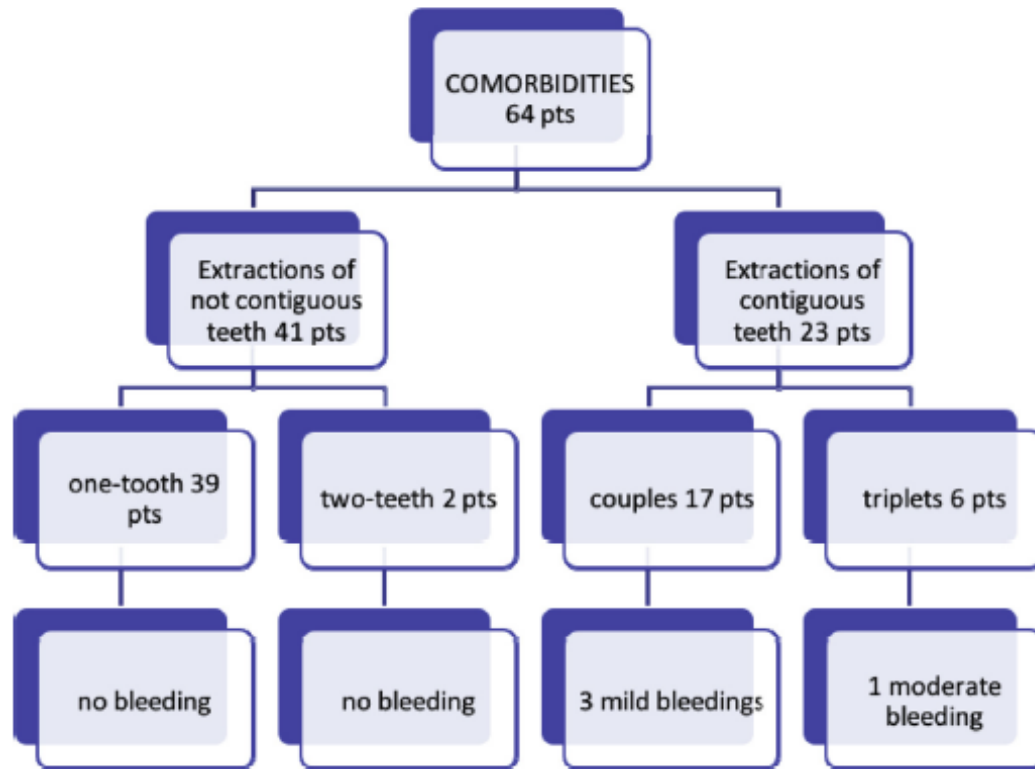 COMORBIDITIES
64 pts
Extractions of
not contiguous
teeth 41 pts
Extractions of
contiguous
teeth 23 pts
one-tooth 39
pts
two-teeth 2 pts
couples 17 pts
triplets 6 pts
no bleeding
no bleeding
3 mild bleedings
1 moderate
bleeding